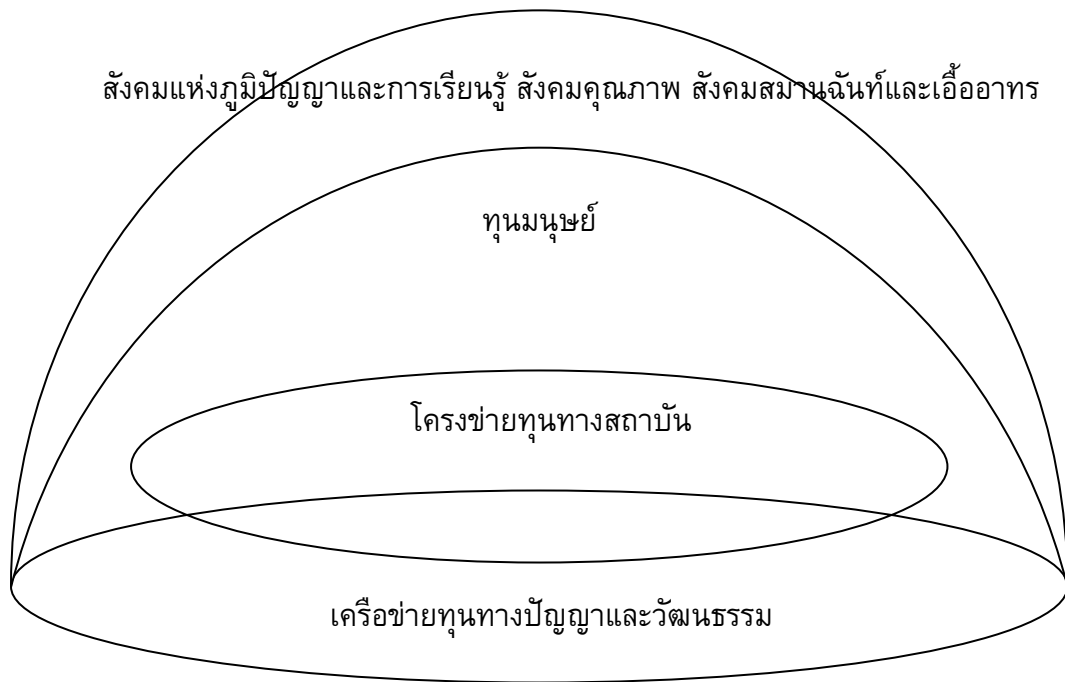 สังคมแห่งภูมิปัญญาและการเรียนรู้ สังคมคุณภาพ สังคมสมานฉันท์และเอื้ออาทร
ทุนมนุษย์
โครงข่ายทุนทางสถาบัน
เครือข่ายทุนทางปัญญาและวัฒนธรรม